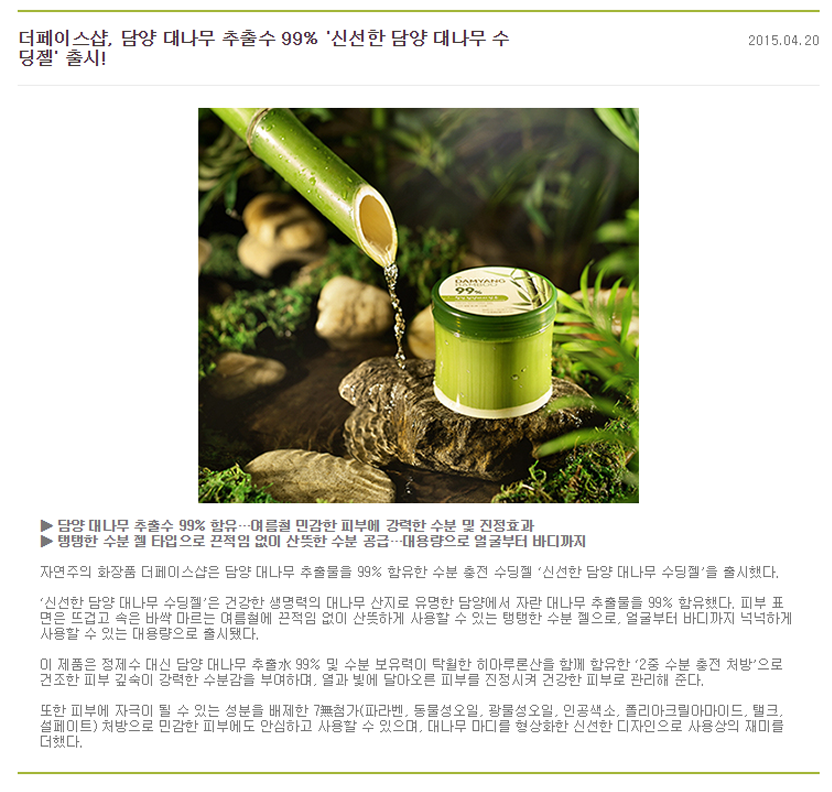 더페이스샵, 담양 대나무 추출수 99% '신선한 담양 대나무 수
딩젤' 출시!
2015.04.20
DAMYANG
BAMBOO
99%
▶ 담양 대나무 추출수 99% 함유…여름철 민감한 피부에 강력한 수분 및 진정효과
▶ 탱탱한 수분 젤 타입으로 끈적임 없이 산뜻한 수분 공급…대용량으로 얼굴부터 바디까지
자연주의 화장품 더페이스샵은 담양 대나무 추출물을 99% 함유한 수분 충전 수딩젤 '신선한 담양 대나무 수딩젤'을 출시했다.
'신선한 담양 대나무 수딩젤'은 건강한 생명력의 대나무 산지로 유명한 담양에서 자란 대나무 추출물을 99% 함유했다. 피부 표
면은 뜨겁고 속은 바싹 마르는 여름철에 끈적임 없이 산뜻하게 사용할 수 있는 탱탱한 수분 젤으로, 얼굴부터 바디까지 넉넉하게
사용할 수 있는 대용량으로 출시됐다.
이 제품은 정제수 대신 담양 대나무 추출水 99% 및 수분 보유력이 탁월한 히아루론산을 함께 함유한 '2중 수분 충전 처방'으로
건조한 피부 깊숙이 강력한 수분감을 부여하며, 열과 빛에 달아오른 피부를 진정시켜 건강한 피부로 관리해 준다.
또한 피부에 자극이 될 수 있는 성분을 배제한 7無첨가(파라벤, 동물성오일, 광물성오일, 인공색소, 폴리아크릴아마이드, 탤크,
설페이트) 처방으로 민감한 피부에도 안심하고 사용할 수 있으며, 대나무 마디를 형상화한 신선한 디자인으로 사용상의 재미를
더했다.